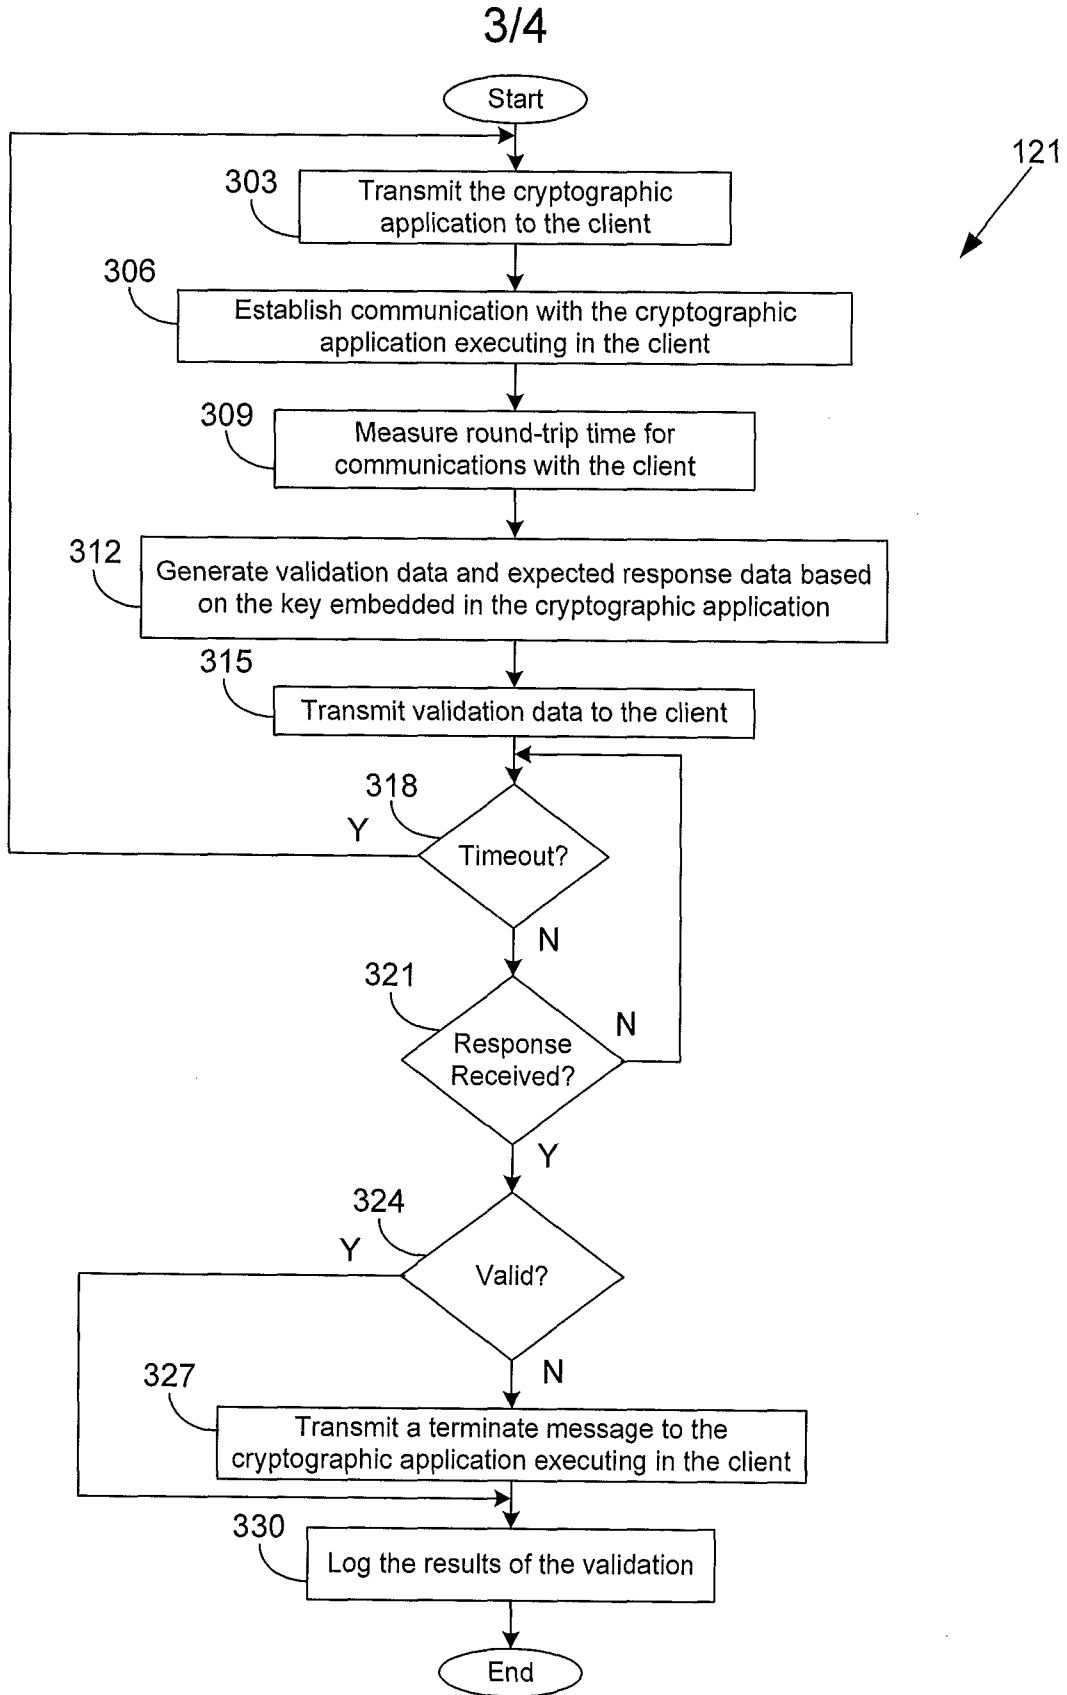 3/4
Start
121
303
Transmit the cryptographic
application to the client
306
Establish communication with the cryptographic
application executing in the client
309
Measure round-trip time for
communications with the client
312
Generate validation data and expected response data based
on the key embedded in the cryptographic application
315
Transmit validation data to the client
318
Y
Timeout?
N
321
N
Response
Received?
Y
324
Y
Valid?
N
327
Transmit a terminate message to the
cryptographic application executing in the client
330
Log the results of the validation
End